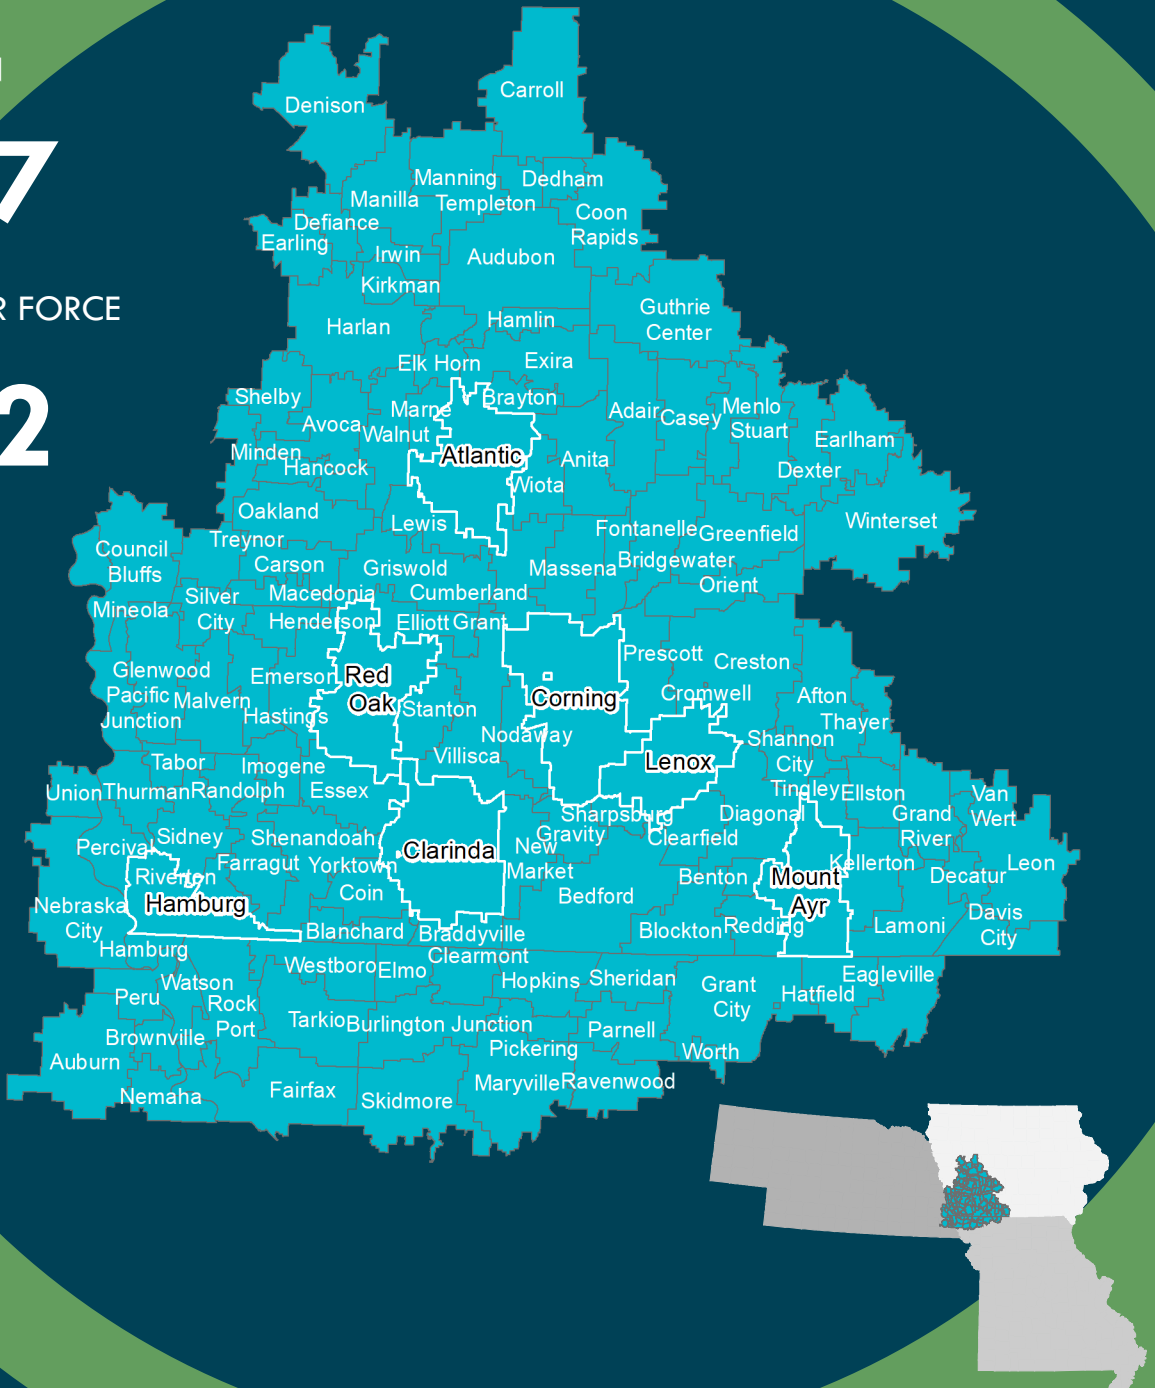 7
R FORCE
2
Carroll
Denison
Manning
Dedham
Manilla
Templeton
Coon
Rapids
Defiance
Earling
Irwin
Audubon
Kirkman
Guthrie
Center
Harlan
Hamlin
Elk Horn
Exira
Shelby
Brayton
Marne
Adair
Casey
Menlo
Stuart
Avoca
Walnut
Earlham
Minden
Hancock
Atlantic
Anita
Dexter
Wiota
Oakland
Lewis
Winterset
Fontanelle
Greenfield
Treynor
Council
Bluffs
Carson
Griswold
Massena
Bridgewater
Orient
Silver
City
Macedonia
Cumberland
Mineola
Henderson
Elliott
Grant
Prescott
Creston
Glenwood
Emerson
Red
Oak
Corning
Cromwell
Afton
Pacific
Junction
Malvern
Hastings
Stanton
Thayer
Nodaway
Shannon
City
Villisca
Lenox
Tabor
Imogene
Union
Thurman
Randolph
Essex
Tingley
Ellston
Van
Wert
Sharpsburg
Diagonal
Grand
River
Sidney
Shenandoah
Gravity
Clearfield
Percival
Clarinda
New
Market
Farragut
Yorktown
Kellerton
Leon
Riverton
Benton
Mount
Ayr
Decatur
Coin
Bedford
Nebraska
City
Hamburg
Davis
City
Blanchard
Braddyville
Blockton
Redding
Lamoni
Hamburg
Clearmont
Westboro
Elmo
Hopkins
Sheridan
Eagleville
Watson
Grant
City
Hatfield
Peru
Rock
Port
Tarkio
Burlington Junction
Parnell
Brownville
Pickering
Worth
Auburn
Maryville
Ravenwood
Fairfax
Nemaha
Skidmore